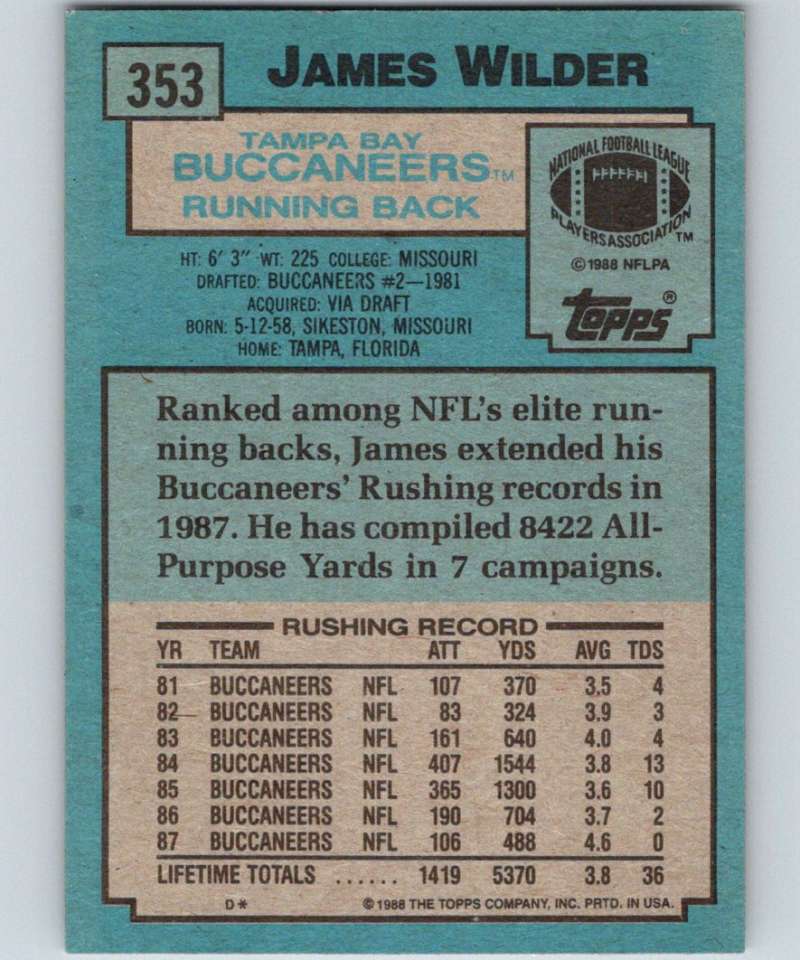 353
JAMES WILDER
TAMPA BAY
BUCCANEERS™
RUNNING BACK
NATIONAL FOOTBALL LEAGUE
PLAYERS ASSOCIATION™
© 1988 NFLPA
Topps®
HT: 6' 3" WT: 225 COLLEGE: MISSOURI
DRAFTED: BUCCANEERS #2—1981
ACQUIRED: VIA DRAFT
BORN: 5-12-58, SIKESTON, MISSOURI
HOME: TAMPA, FLORIDA
Ranked among NFL's elite run-
ning backs, James extended his
Buccaneers' Rushing records in
1987. He has compiled 8422 All-
Purpose Yards in 7 campaigns.
RUSHING RECORD
YR TEAM ATT YDS AVG TDS
81 BUCCANEERS NFL 107 370 3.5 4
82 BUCCANEERS NFL 83 324 3.9 3
83 BUCCANEERS NFL 161 640 4.0 4
84 BUCCANEERS NFL 407 1544 3.8 13
85 BUCCANEERS NFL 365 1300 3.6 10
86 BUCCANEERS NFL 190 704 3.7 2
87 BUCCANEERS NFL 106 488 4.6 0
LIFETIME TOTALS ...... 1419 5370 3.8 36
D* © 1988 THE TOPPS COMPANY, INC. PRTD. IN USA.